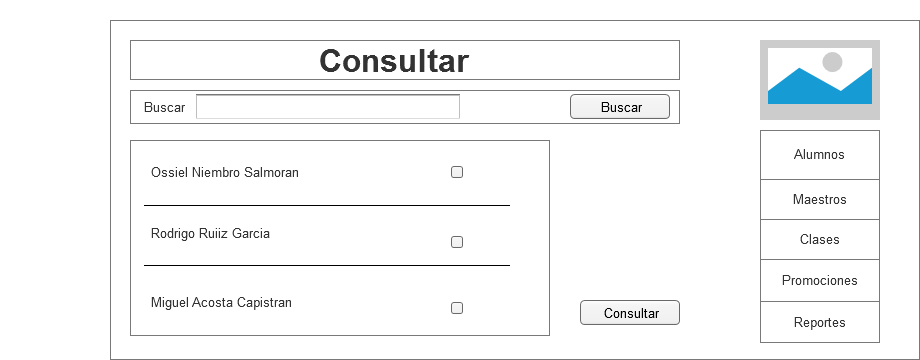 Consultar
Buscar
Buscar
Ossiel Niembro Salmoran
Rodrigo Ruiiz Garcia
Miguel Acosta Capistran
Consultar
Alumnos
Maestros
Clases
Promociones
Reportes